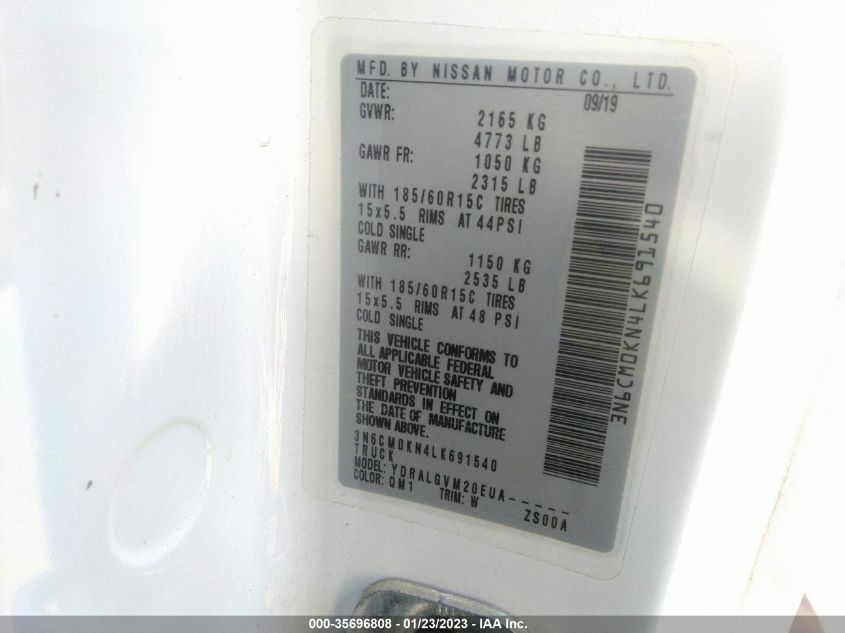 MFD. BY NISSAN MOTOR CO., LTD.
DATE: 09/19
GVWR: 2165 KG
4773 LB
GAWR FR: 1050 KG
2315 LB
WITH 185/60R15C TIRES
15x5.5 RIMS AT 44PSI
COLD SINGLE
GAWR RR: 1150 KG
2535 LB
WITH 185/60R15C TIRES
15x5.5 RIMS AT 48 PSi
COLD SINGLE
THIS VEHICLE CONFORMS TO
ALL APPLICABLE FEDERAL
MOTOR VEHICLE SAFETY AND
THEFT PREVENTION
STANDARDS IN EFFECT ON
THE DATE OF MANUFACTURE
SHOWN ABOVE.
3N6CM0KN4LK691540
TRUCK
MODEL: YDRALGVM20EUA-----
COLOR: QM1 TRIM: W ZS00A
3N6CM0KN4LK691540
000-35696808 - 01/23/2023 - IAA Inc.